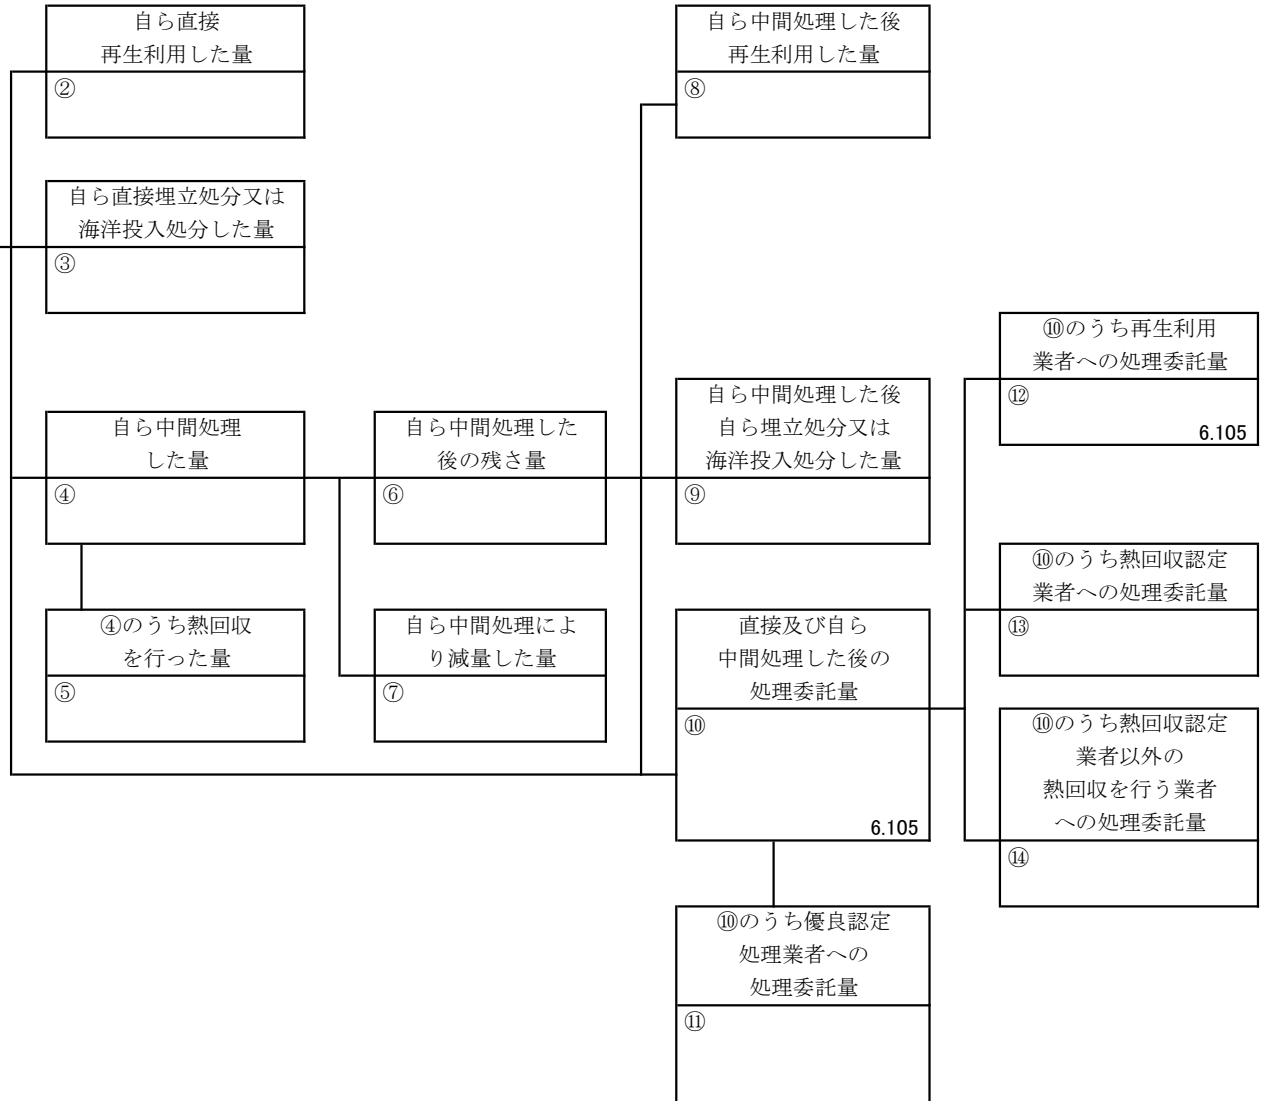 自ら直接
再生利用した量
②
自ら中間処理した後
再生利用した量
⑧
自ら直接埋立処分又は
海洋投入処分した量
③
⑩のうち再生利用
業者への処理委託量
⑫
6.105
自ら中間処理
した量
④
自ら中間処理した
後の残さ量
⑥
自ら中間処理した後
自ら埋立処分又は
海洋投入処分した量
⑨
⑩のうち熱回収認定
業者への処理委託量
⑬
④のうち熱回収
を行った量
⑤
自ら中間処理によ
り減量した量
⑦
直接及び自ら
中間処理した後の
処理委託量
⑩
6.105
⑩のうち熱回収認定
業者以外の
熱回収を行う業者
への処理委託量
⑭
⑩のうち優良認定
処理業者への
処理委託量
⑪